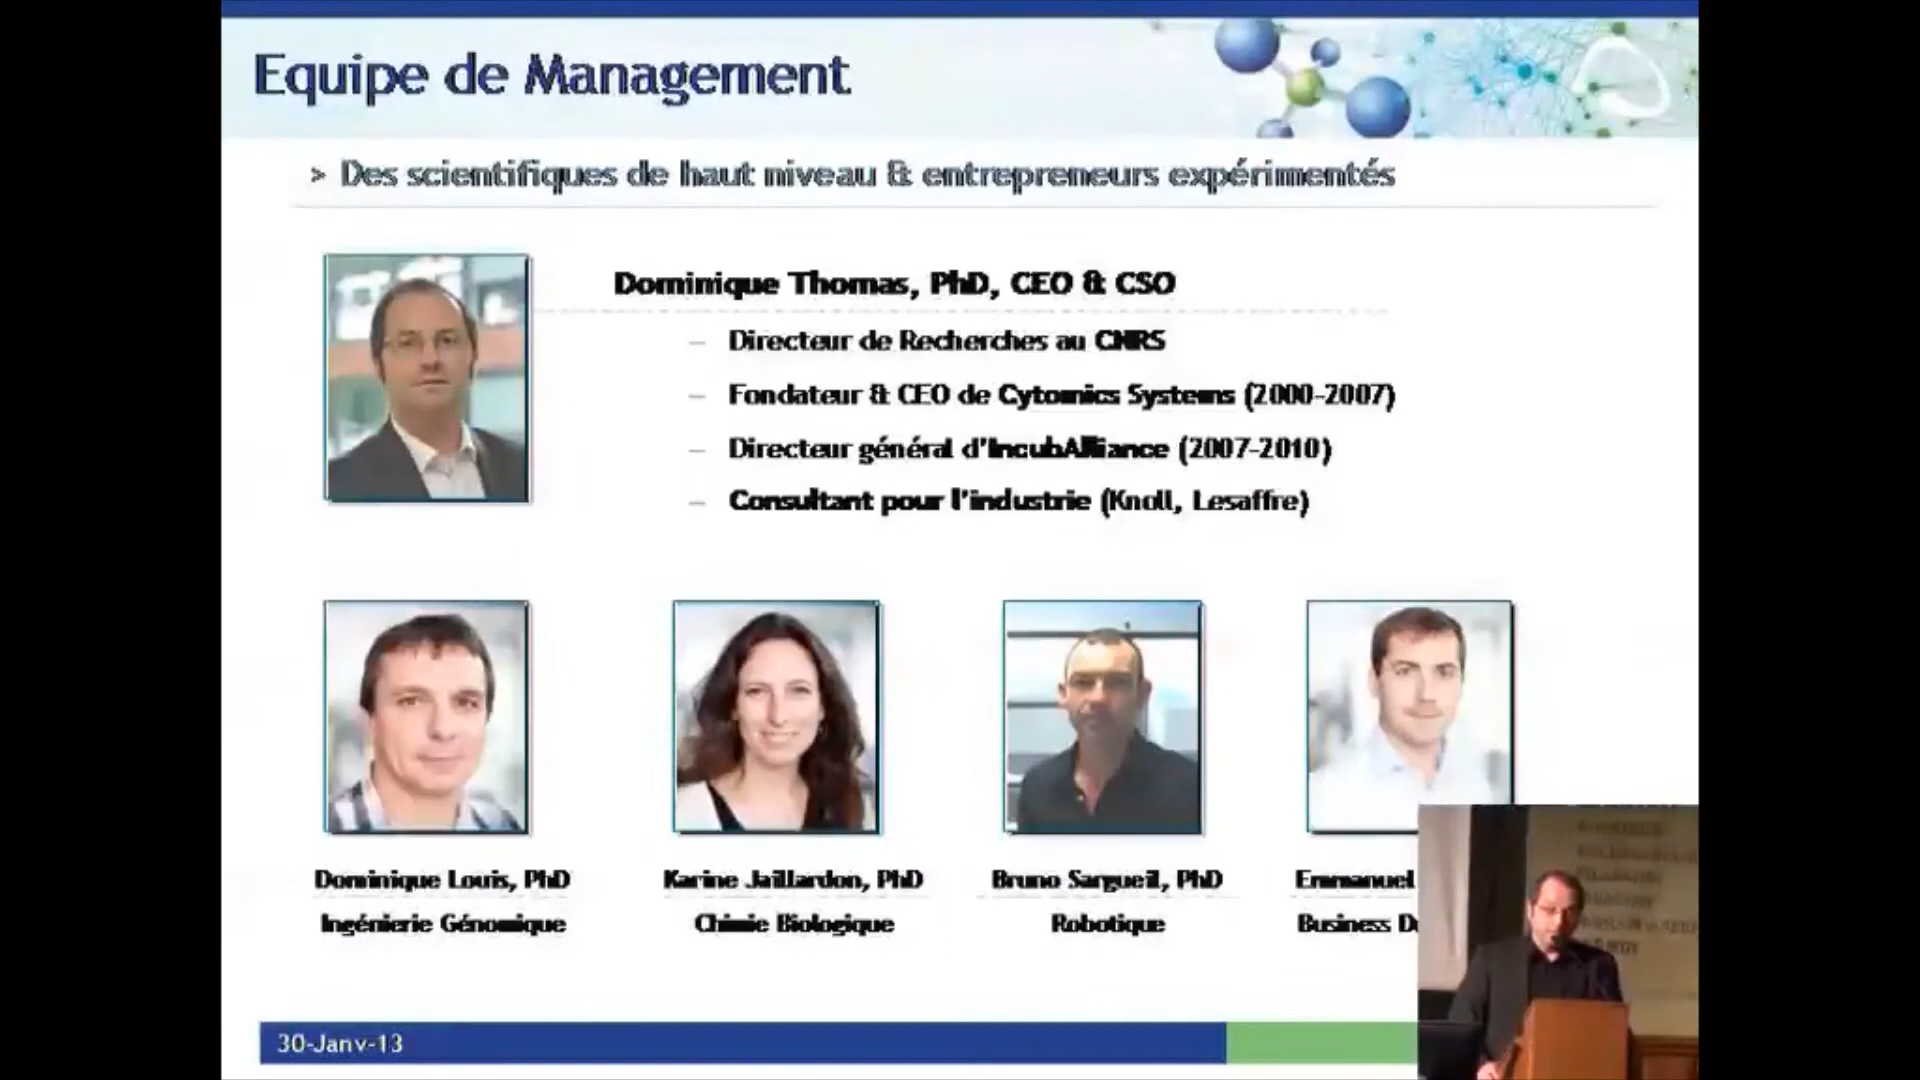 Equipe de Management
> Des scientifiques de haut niveau & entrepreneurs expérimentés
Dominique Thomas, PhD, CEO & CSO
– Directeur de Recherches au CNRS
– Fondateur & CEO de Cytomics Systems (2000-2007)
– Directeur général d'IncubAlliance (2007-2010)
– Consultant pour l'industrie (Knoll, Lesaffre)
Dominique Louis, PhD
Ingénierie Génomique
Karine Jaillardon, PhD
Chimie Biologique
Bruno Sargueil, PhD
Robotique
Emmanuel
Business D
30-Janv-13